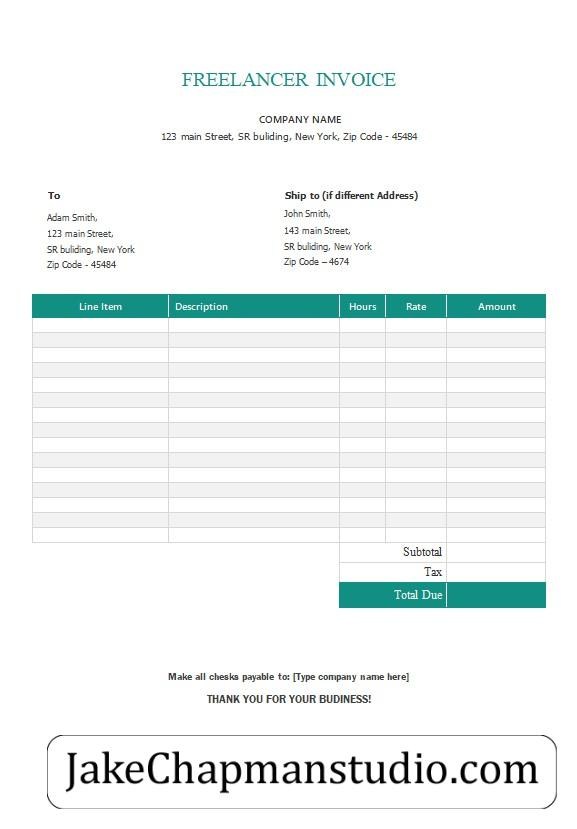 FREELANCER INVOICE
COMPANY NAME
123 main Street, SR buliding, New York, Zip Code - 45484
To
Adam Smith,
123 main Street,
SR buliding, New York
Zip Code - 45484
Ship to (if different Address)
John Smith,
143 main Street,
SR buliding, New York
Zip Code – 4674
Line Item Description Hours Rate Amount
Subtotal
Tax
Total Due
Make all chesks payable to: [Type company name here]
THANK YOU FOR YOUR BUDINESS!
JakeChapmanstudio.com